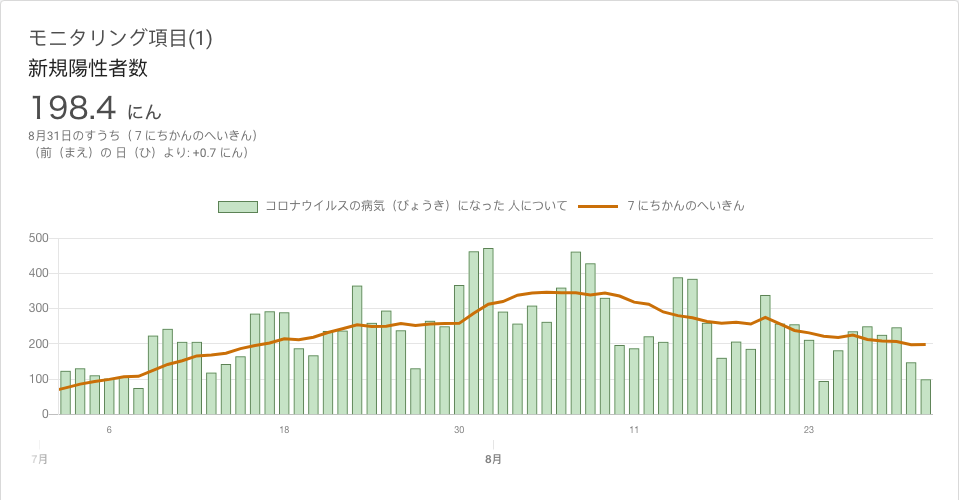 モニタリング項目(1)
新規陽性者数
198.4 にん
8月31日のすうち（７にちかんのへいきん）
（前（まえ）の 日（ひ）より: +0.7 にん）
コロナウイルスの病気（びょうき）になった 人について　７にちかんのへいきん
500
400
300
200
100
0
6　18　30　11　23
7月　8月